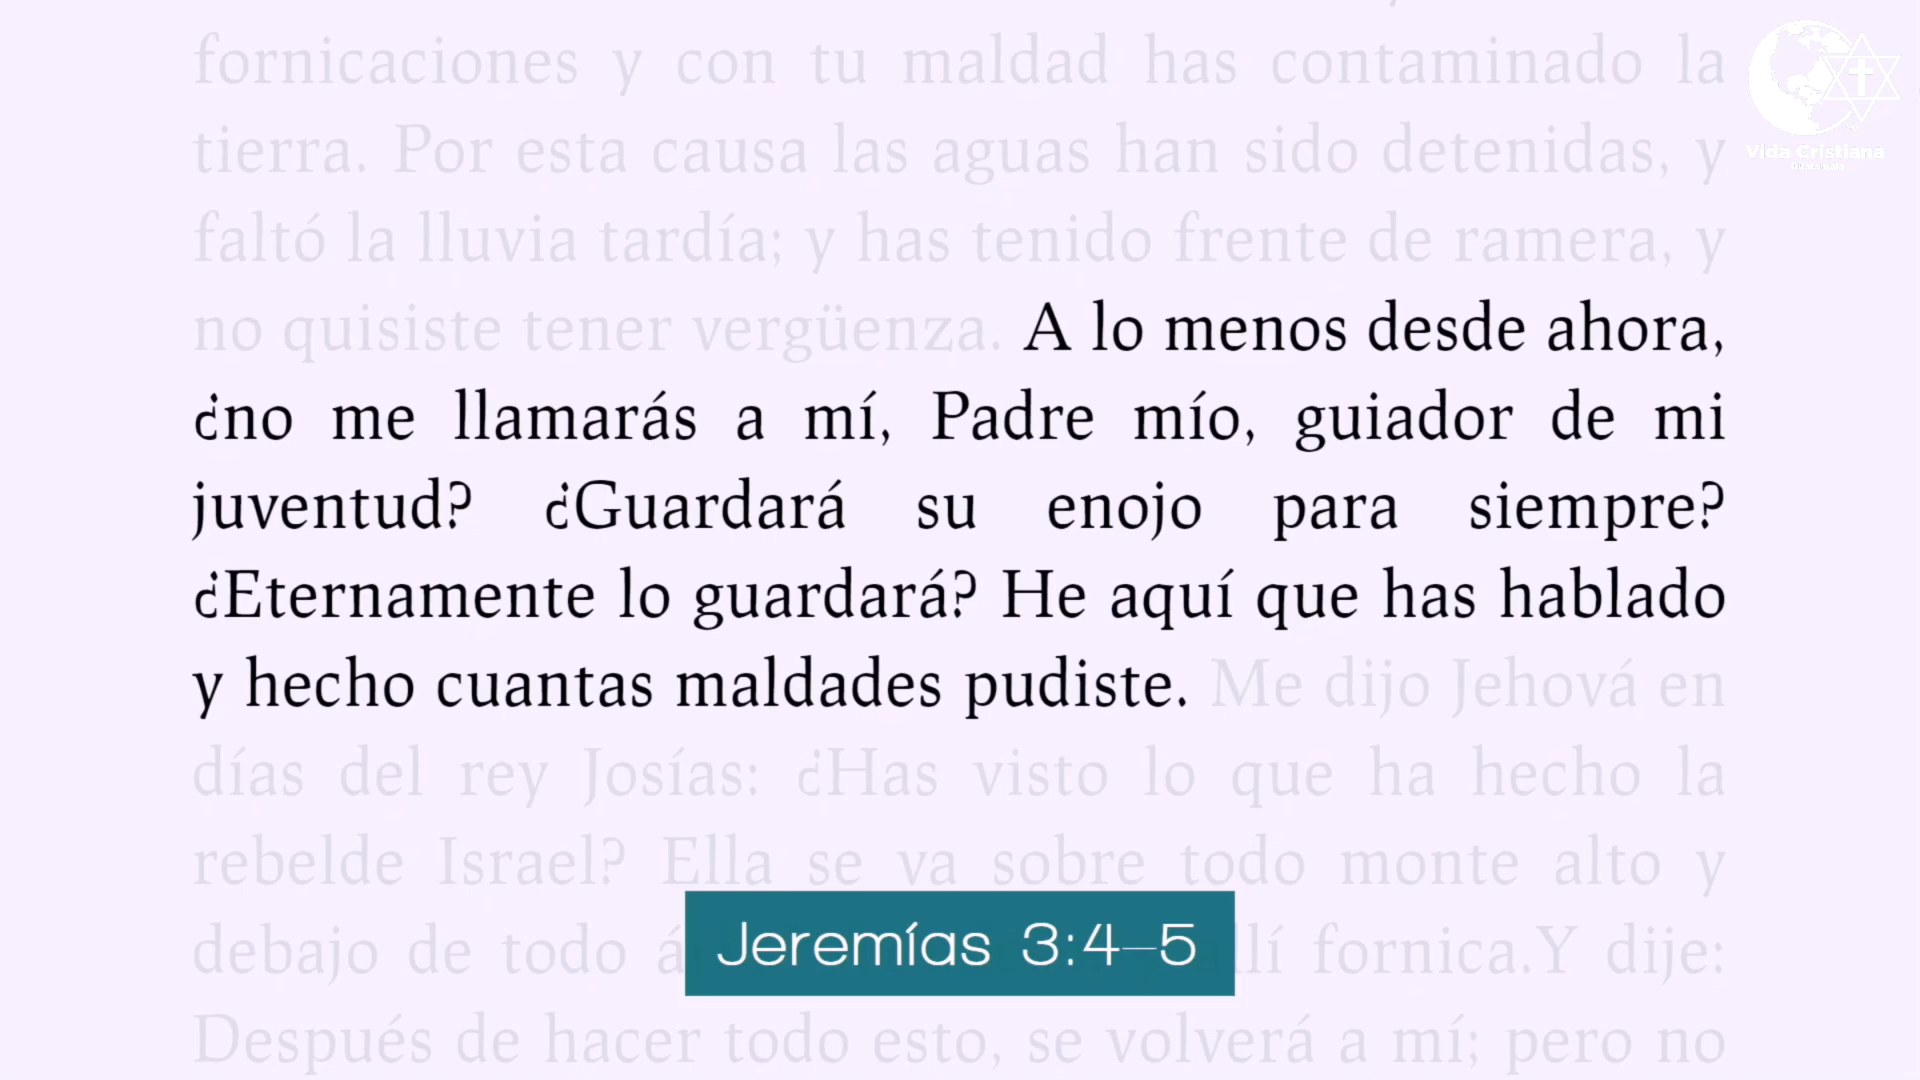 fornicaciones y con tu maldad has contaminado la
tierra. Por esta causa las aguas han sido detenidas, y
faltó la lluvia tardía; y has tenido frente de ramera, y
no quisiste tener vergüenza. A lo menos desde ahora,
¿no me llamarás a mí, Padre mío, guiador de mi
juventud? ¿Guardará su enojo para siempre?
¿Eternamente lo guardará? He aquí que has hablado
y hecho cuantas maldades pudiste. Me dijo Jehová en
días del rey Josías: ¿Has visto lo que ha hecho la
rebelde Israel? Ella se va sobre todo monte alto y
debajo de todo fornica.Y dije:
Después de hacer todo esto, se volverá a mí; pero no
Jeremías 3:4–5
Vida Cristiana